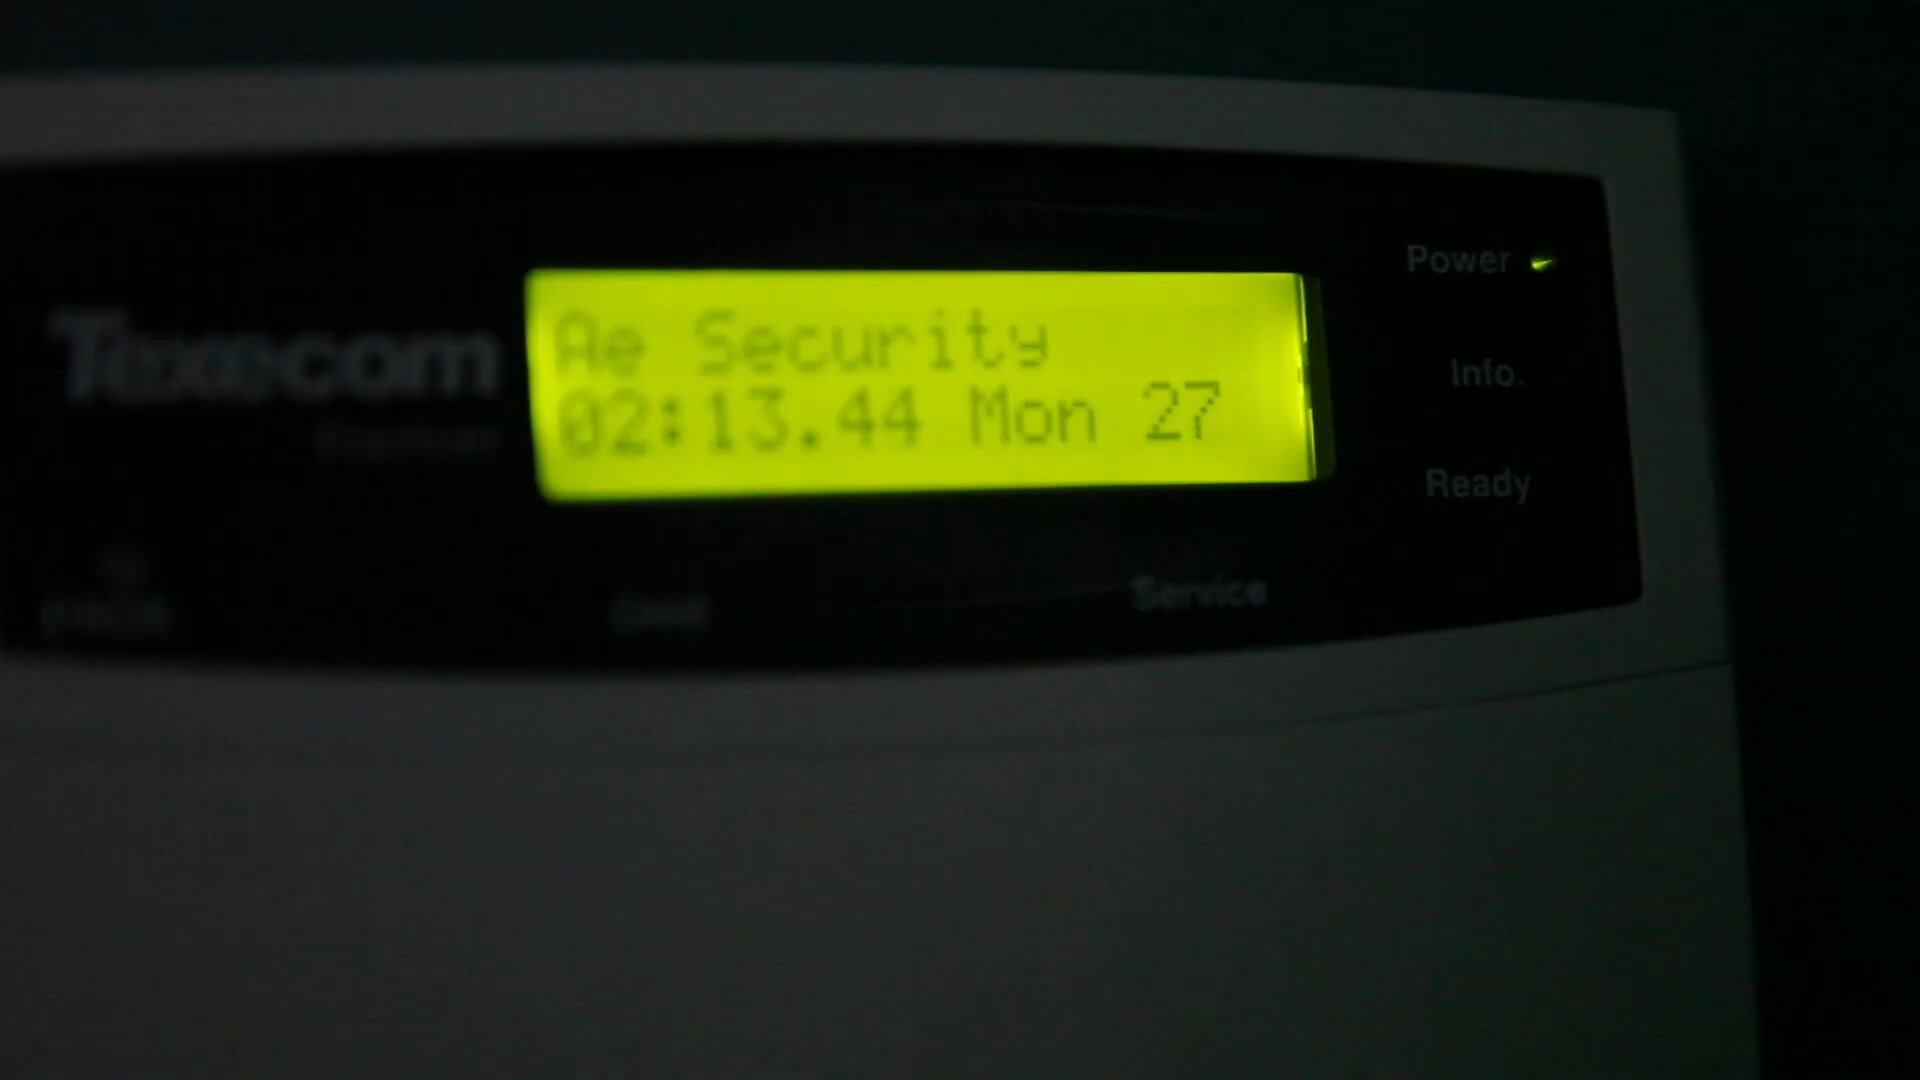 Texecom
Ae Security
02:13.44 Mon 27
Power
Info.
Ready
Service